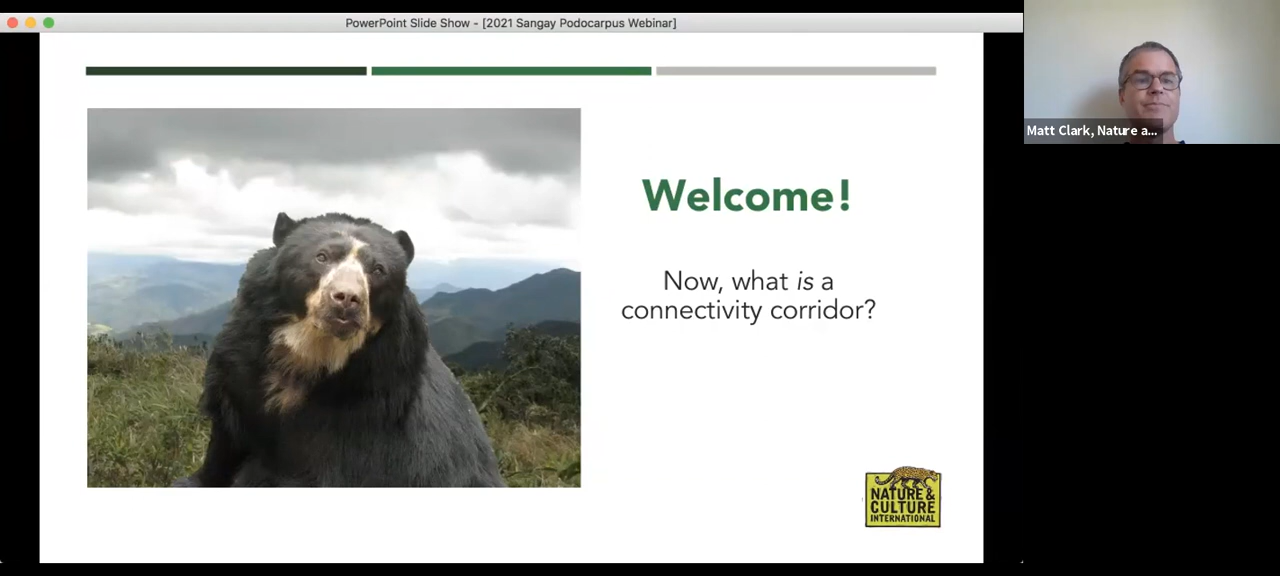 PowerPoint Slide Show - [2021 Sangay Podocarpus Webinar]
Matt Clark, Nature a...
Welcome!
Now, what is a
connectivity corridor?
NATURE &
CULTURE
INTERNATIONAL